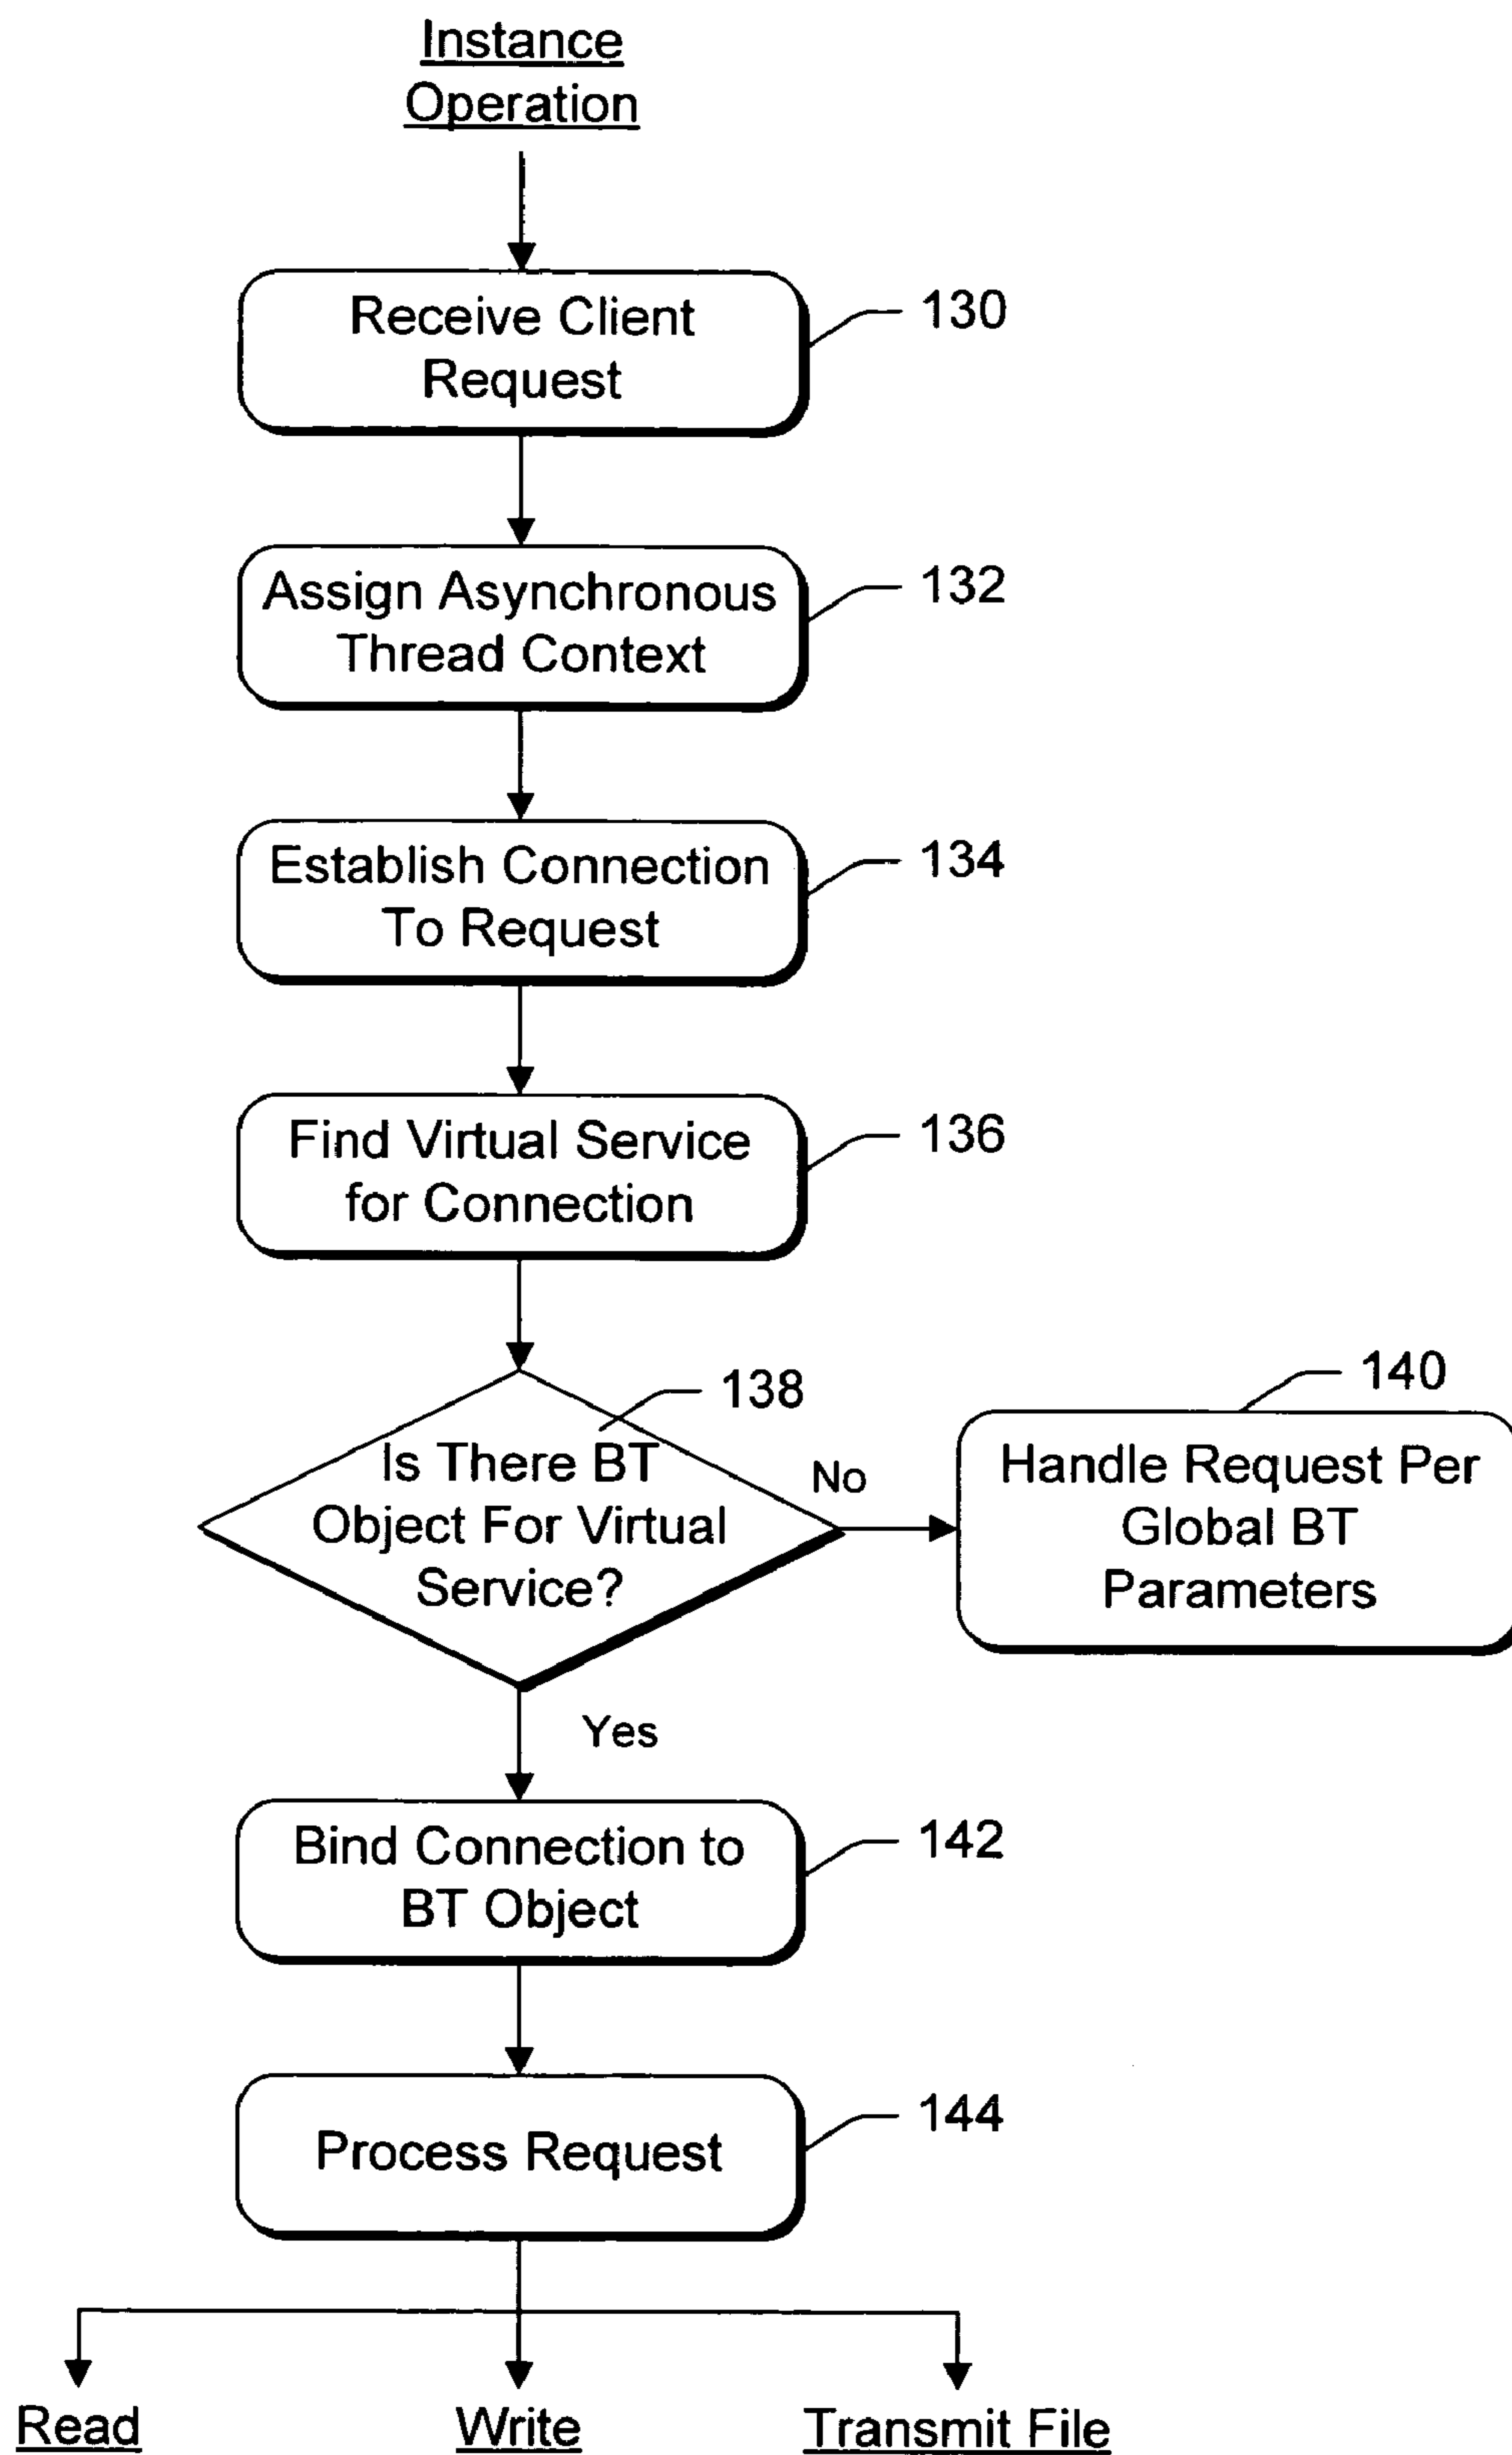 Instance
Operation
Receive Client
Request
130
Assign Asynchronous
Thread Context
132
Establish Connection
To Request
134
Find Virtual Service
for Connection
136
138
Is There BT
Object For Virtual
Service?
No
140
Handle Request Per
Global BT
Parameters
Yes
Bind Connection to
BT Object
142
Process Request
144
Read
Write
Transmit File